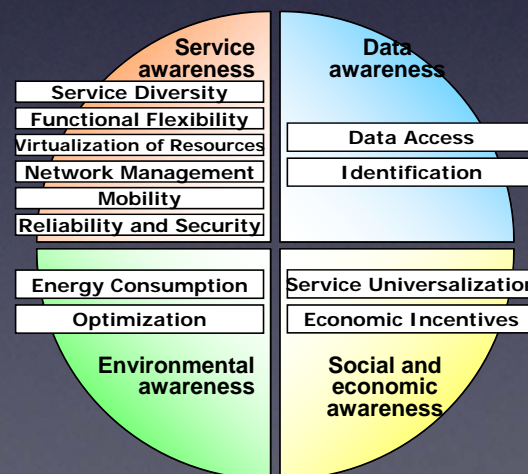 Service
awareness
Service Diversity
Functional Flexibility
Virtualization of Resources
Network Management
Mobility
Reliability and Security
Data
awareness
Data Access
Identification
Energy Consumption
Optimization
Environmental
awareness
Service Universalization
Economic Incentives
Social and
economic
awareness